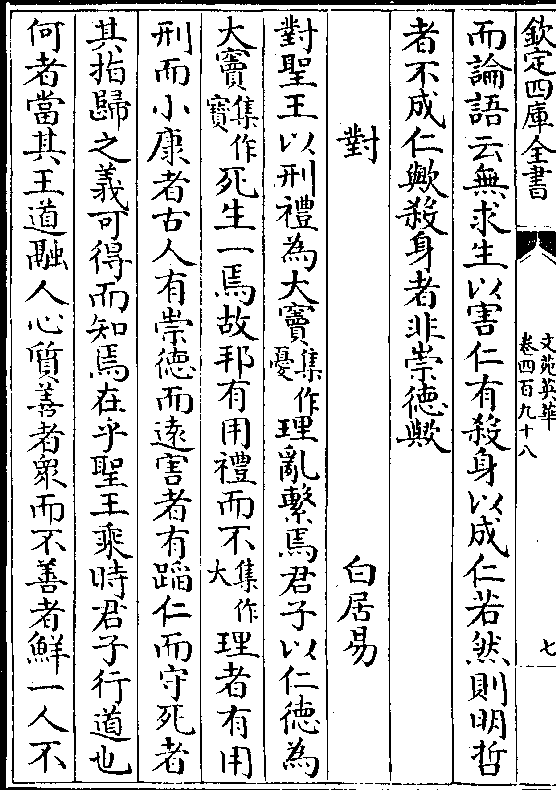 欽定四庫全書
文苑英華
卷四百九十八
七
而論語云無求生以害仁有殺身以成仁若然則明哲
者不成仁歟殺身者非崇德歟
對
白居易
對聖王以刑禮為大竇集作憂理亂繫焉君子以仁德為
大竇集作寳死生一焉故邦有用禮而不集作大理者有用
刑而小康者古人有崇德而遠害者有蹈仁而守死者
其指歸之義可得而知焉在乎聖王乘時君子行道也
何者當其王道融人心質善者衆而不善者鮮一人不